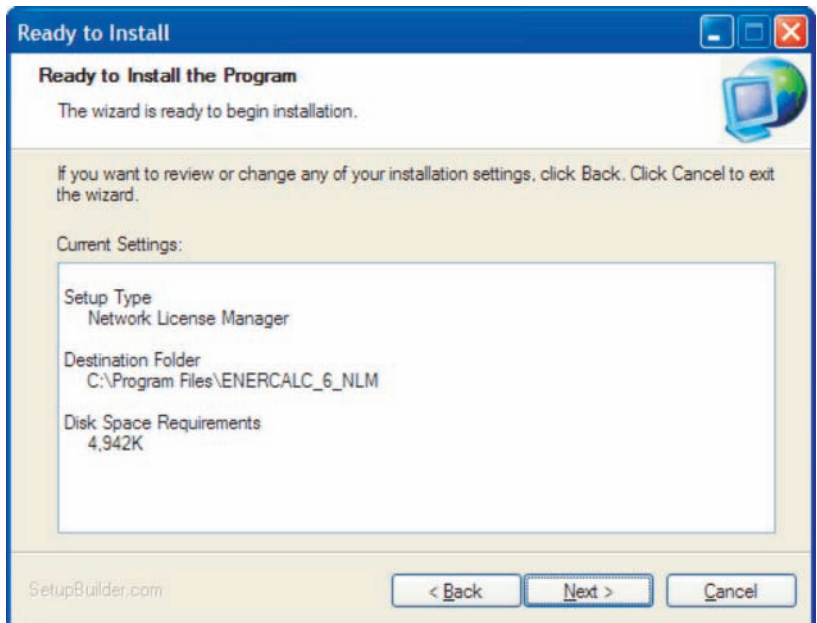 Ready to Install
Ready to Install the Program
The wizard is ready to begin installation.
If you want to review or change any of your installation settings, click Back. Click Cancel to exit
the wizard.
Current Settings:
Setup Type
Network License Manager
Destination Folder
C:\Program Files\ENERCALC_6_NLM
Disk Space Requirements
4,942K
SetupBuilder.com
< Back
Next >
Cancel